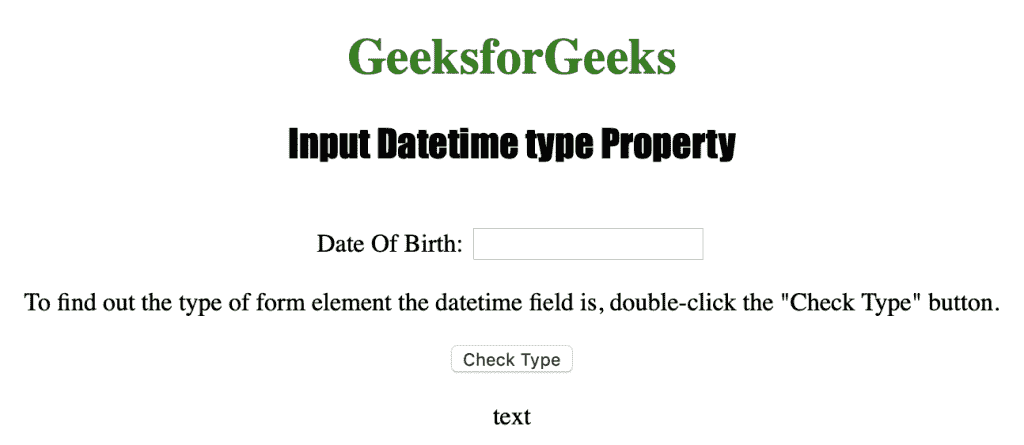 GeeksforGeeks
Input Datetime type Property
Date Of Birth:
To find out the type of form element the datetime field is, double-click the "Check Type" button.
Check Type
text